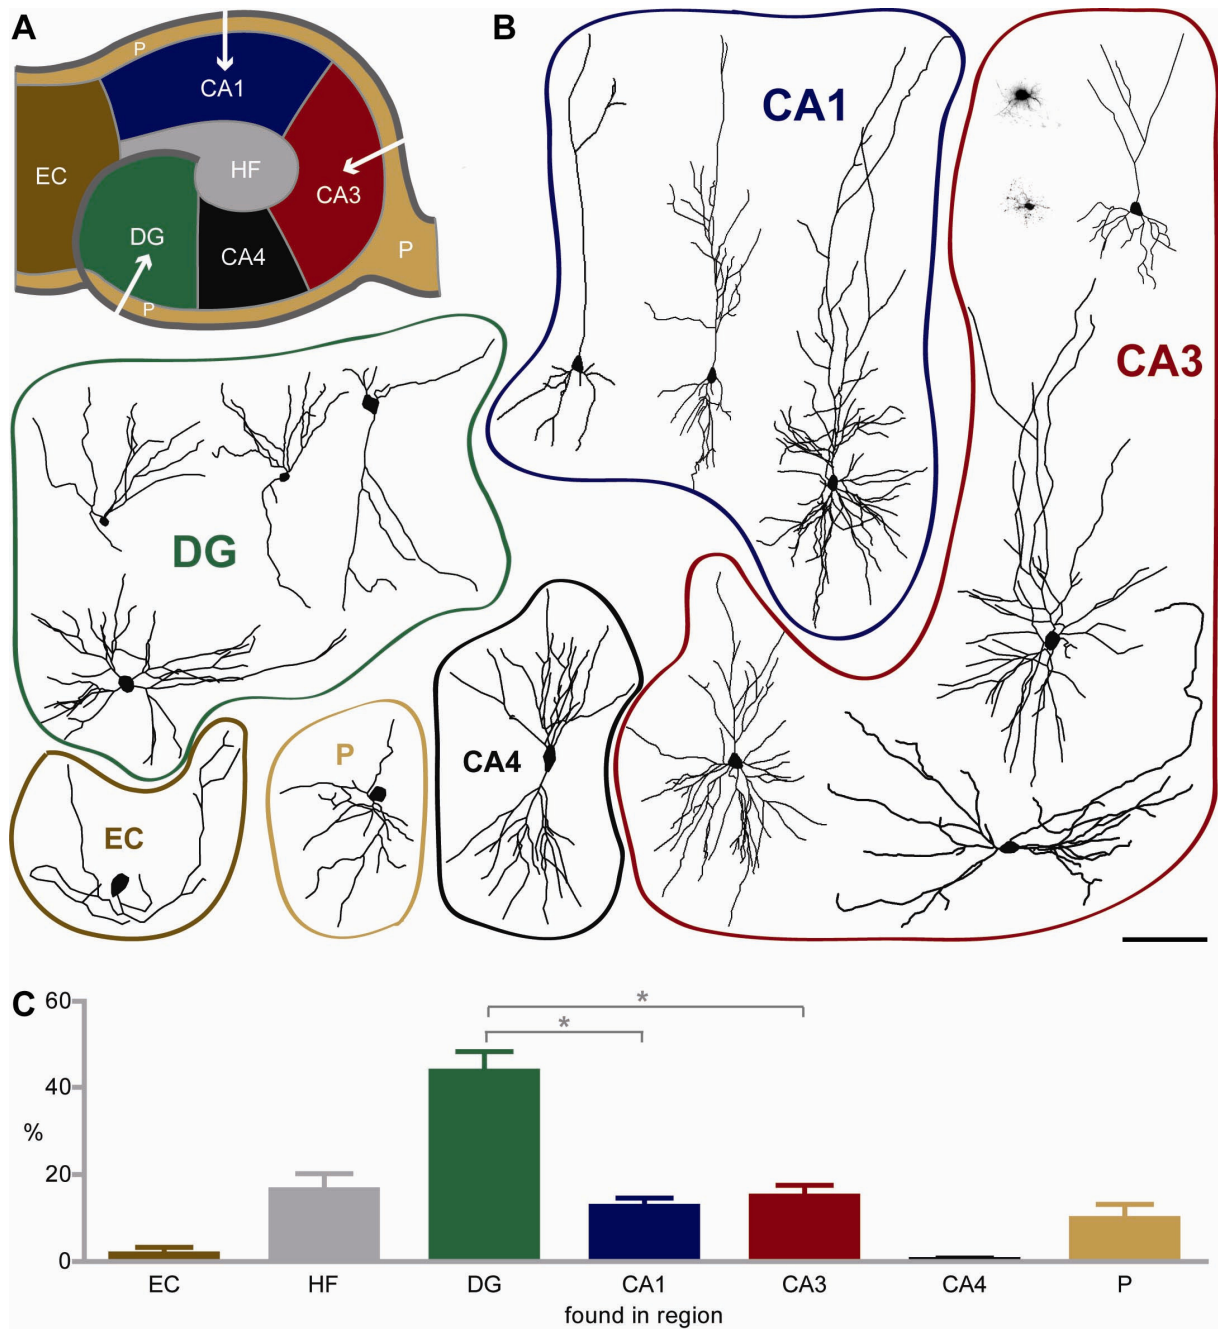 A
B
P
CA1
EC
HF
CA3
DG
CA4
P
P
CA1
CA3
DG
P
CA4
EC
C
60
40
%
20
0
*
*
EC HF DG CA1 CA3 CA4 P
found in region